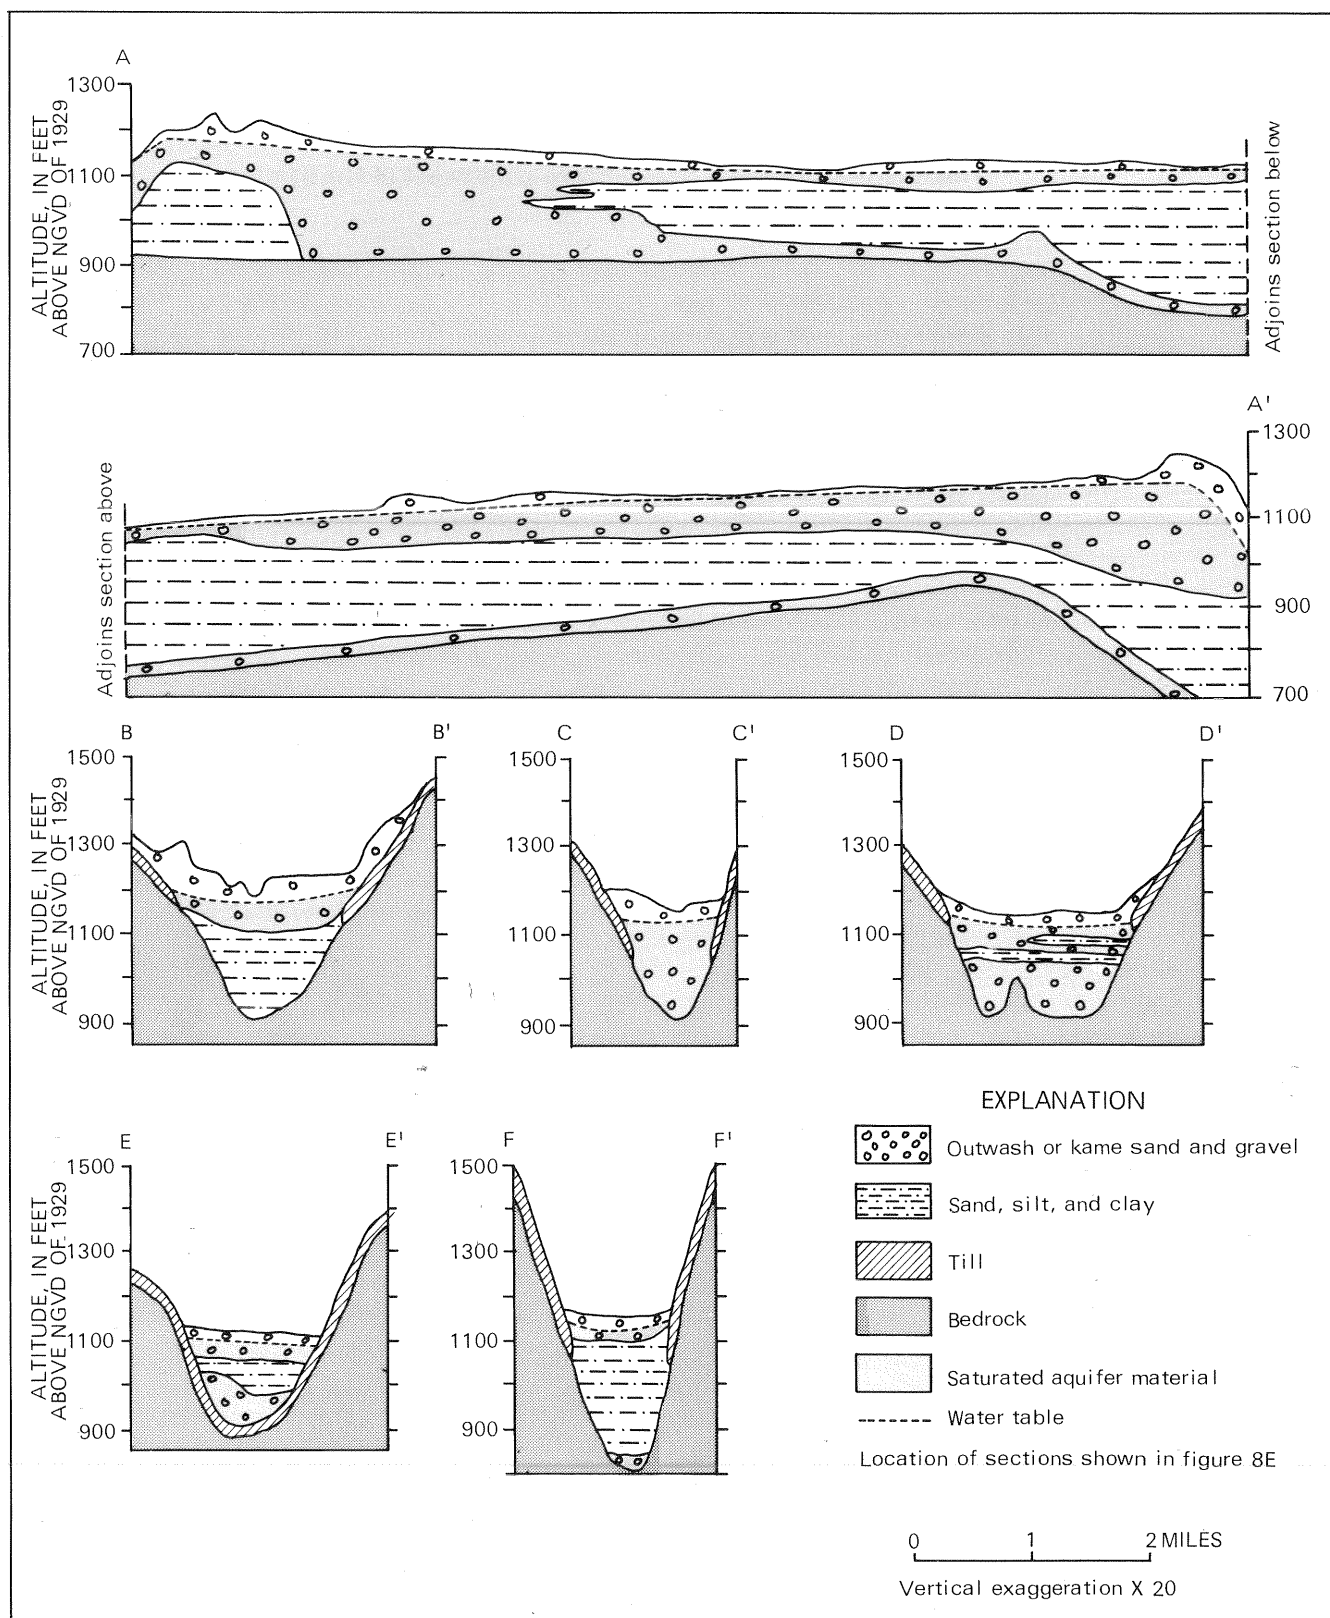 A
1300
1100
900
700
ALTITUDE, IN FEET
ABOVE NGVD OF 1929
Adjoins section below
A'
1300
1100
900
700
Adjoins section above
B
B'
1500
1300
1100
900
ALTITUDE, IN FEET
ABOVE NGVD OF 1929
C
C'
1500
1300
1100
900
D
D'
1500
1300
1100
900
E
E'
1500
1300
1100
900
ALTITUDE, IN FEET
ABOVE NGVD OF 1929
F
F'
1500
1300
1100
900
EXPLANATION
Outwash or kame sand and gravel
Sand, silt, and clay
Till
Bedrock
Saturated aquifer material
Water table
Location of sections shown in figure 8E
0 1 2 MILES
Vertical exaggeration X 20